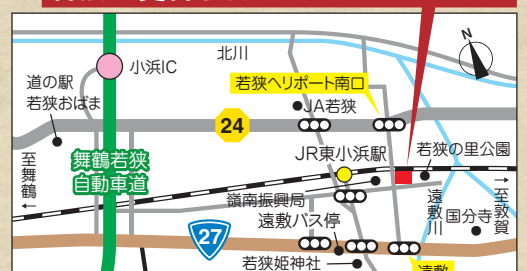 N
北川
小浜IC
道の駅
若狭おばま
若狭ヘリポート南口
JA若狭
24
JR東小浜駅
若狭の里公園
至舞鶴
←
舞鶴若狭
自動車道
嶺南振興局
遠敷川
国分寺
→
至敦賀
27
遠敷バス停
若狭姫神社
遠敷